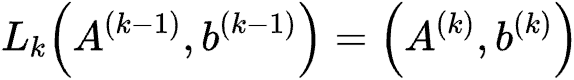 L_k(A^{(k-1)}, b^{(k-1)}) = (A^{(k)}, b^{(k)})